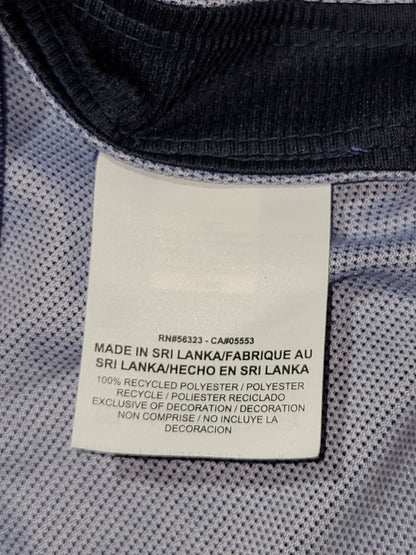 RN#56323 - CA#05553
MADE IN SRI LANKA/FABRIQUE AU
SRI LANKA/HECHO EN SRI LANKA
100% RECYCLED POLYESTER / POLYESTER
RECYCLE / POLIESTER RECICLADO
EXCLUSIVE OF DECORATION / DECORATION
NON COMPRISE / NO INCLUYE LA
DECORACION